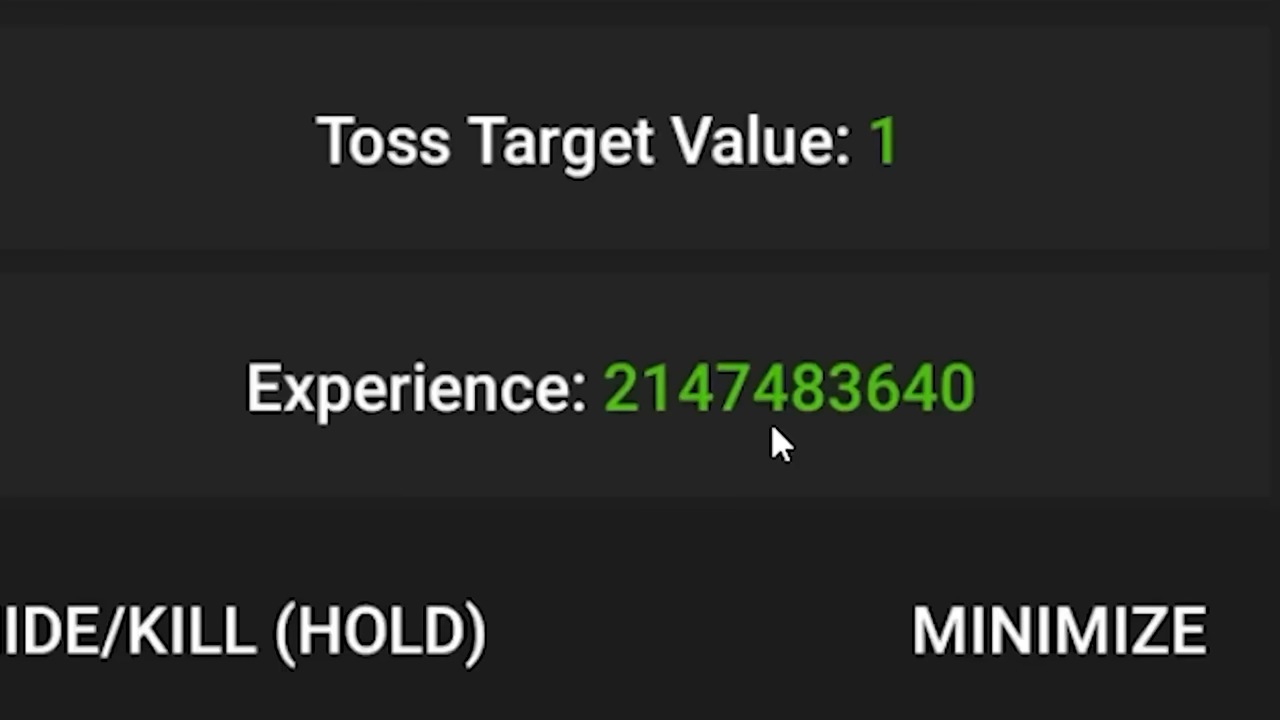 Toss Target Value: 1
Experience: 2147483640
IDE/KILL (HOLD) MINIMIZE